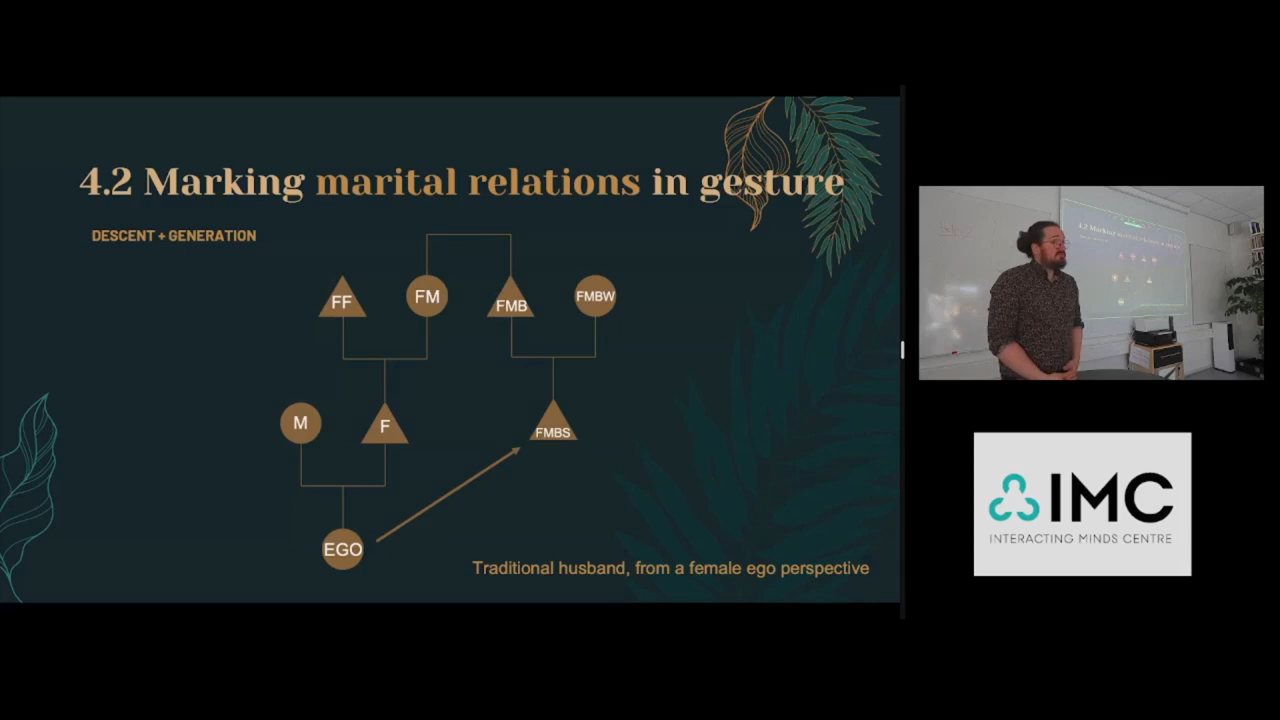 4.2 Marking marital relations in gesture
DESCENT + GENERATION
FF
FM
FMB
FMBW
M
F
FMBS
EGO
Traditional husband, from a female ego perspective
IMC
INTERACTING MINDS CENTRE